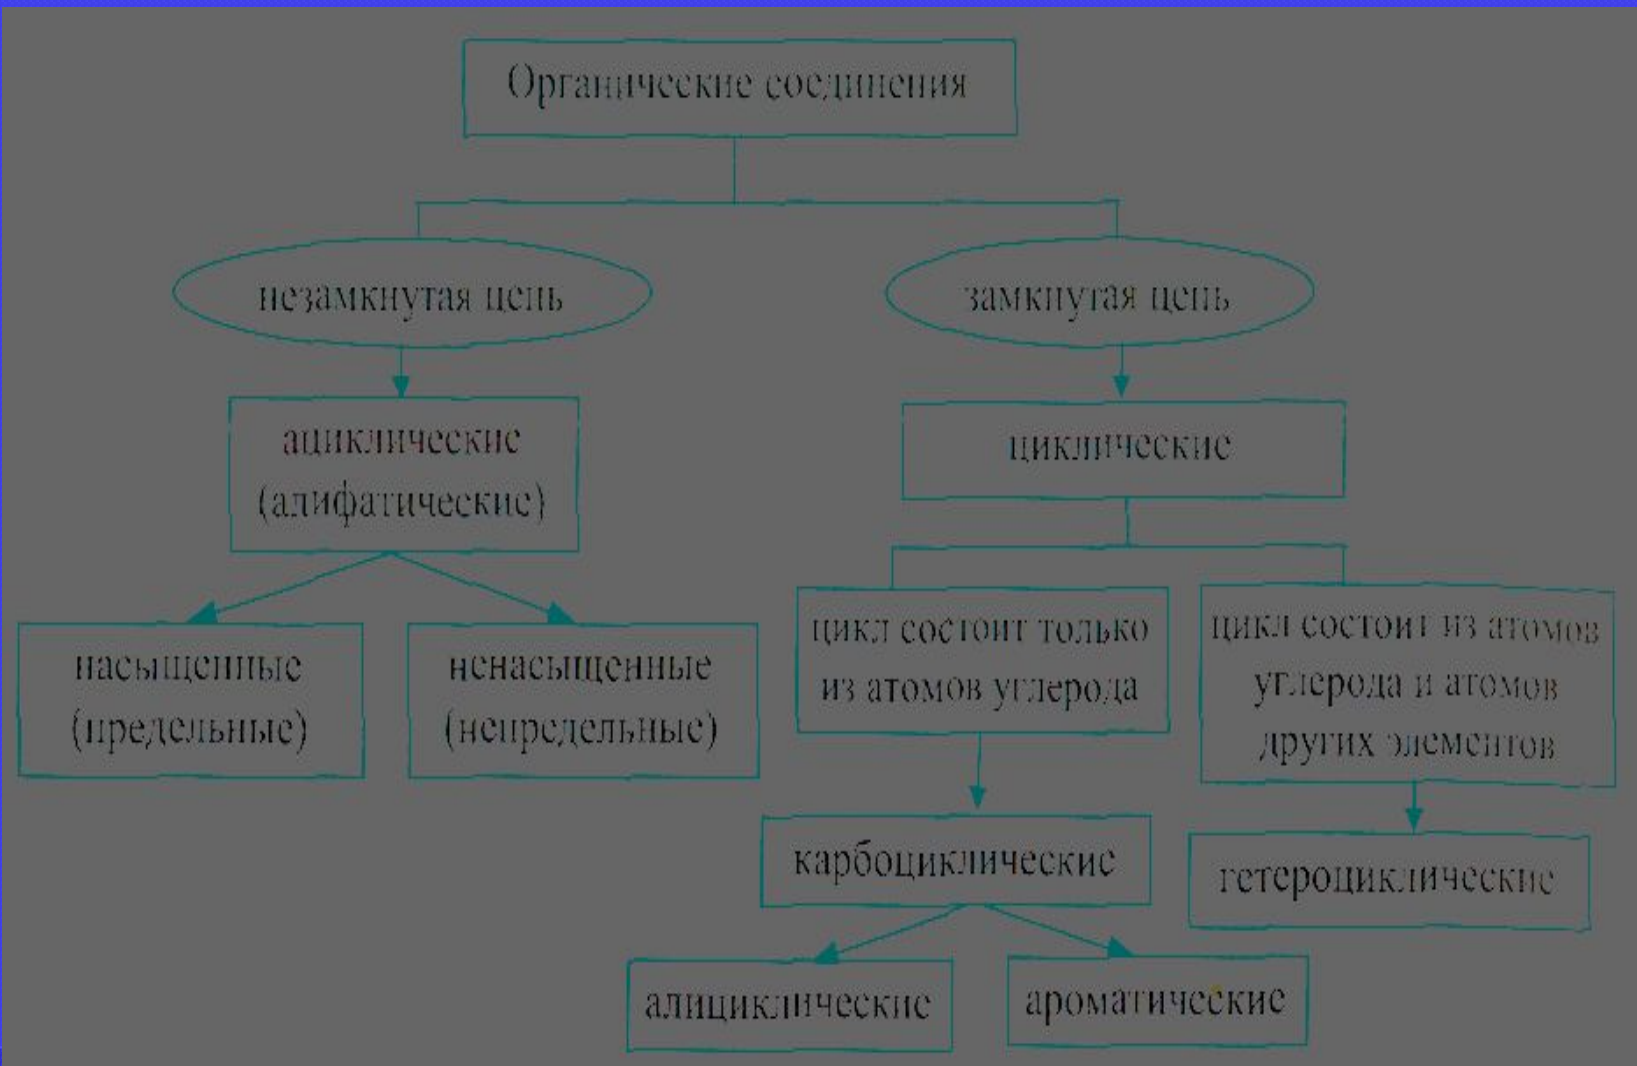 Органические соединения
незамкнутая цепь
замкнутая цепь
ациклические
(алифатические)
циклические
насыщенные
(предельные)
ненасыщенные
(непредельные)
цикл состоит только
из атомов углерода
цикл состоит из атомов
углерода и атомов
других элементов
карбоциклические
гетероциклические
алициклические
ароматические